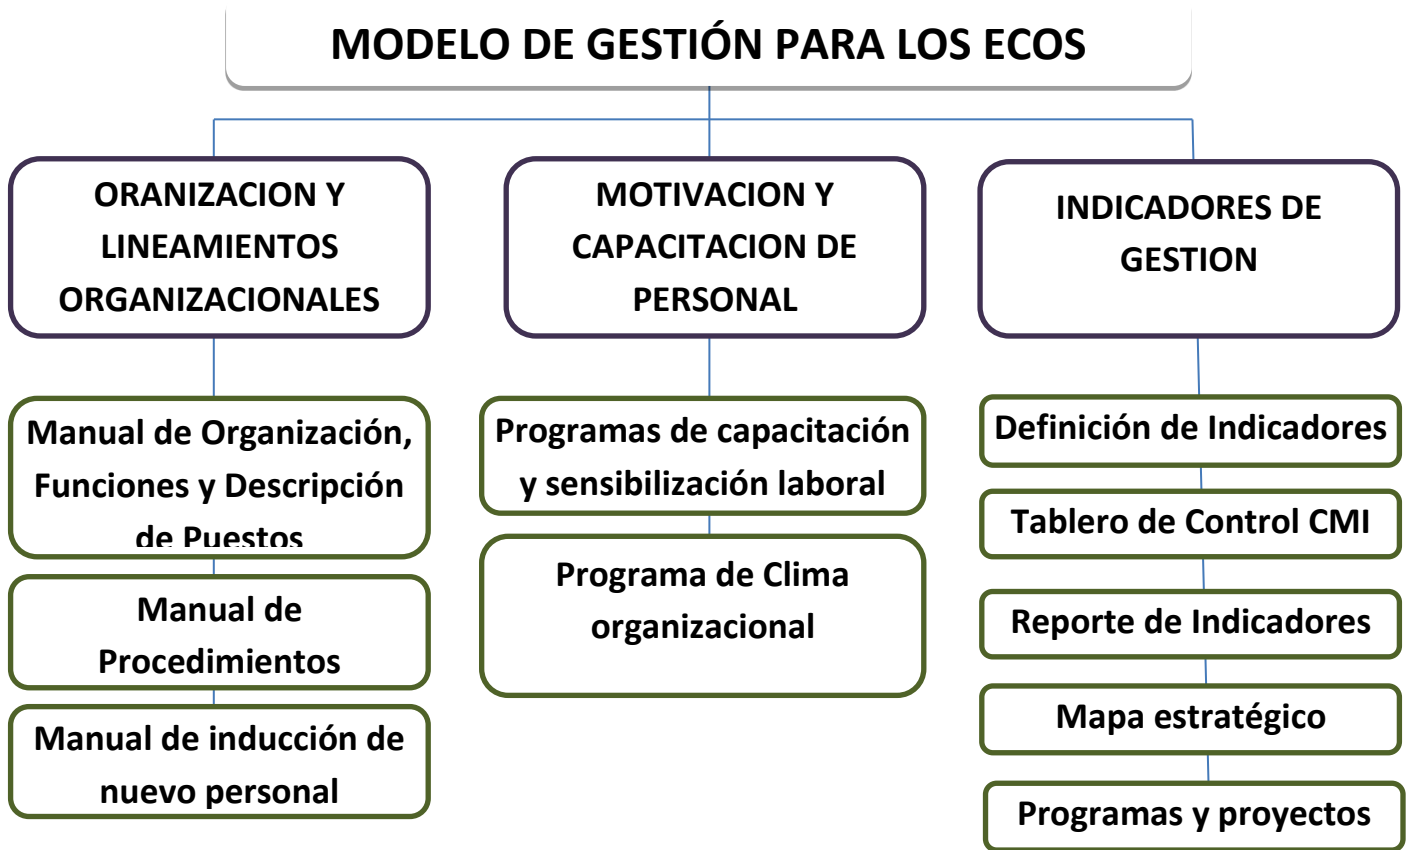 MODELO DE GESTIÓN PARA LOS ECOS
ORANIZACION Y
LINEAMIENTOS
ORGANIZACIONALES
Manual de Organización,
Funciones y Descripción
de Puestos
Manual de
Procedimientos
Manual de inducción de
nuevo personal
MOTIVACION Y
CAPACITACION DE
PERSONAL
Programas de capacitación
y sensibilización laboral
Programa de Clima
organizacional
INDICADORES DE
GESTION
Definición de Indicadores
Tablero de Control CMI
Reporte de Indicadores
Mapa estratégico
Programas y proyectos